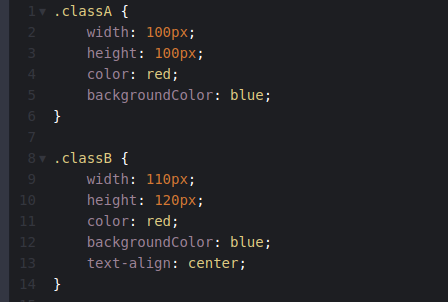 1 .classA {
2     width: 100px;
3     height: 100px;
4     color: red;
5     backgroundColor: blue;
6 }
7
8 .classB {
9     width: 110px;
10     height: 120px;
11     color: red;
12     backgroundColor: blue;
13     text-align: center;
14 }